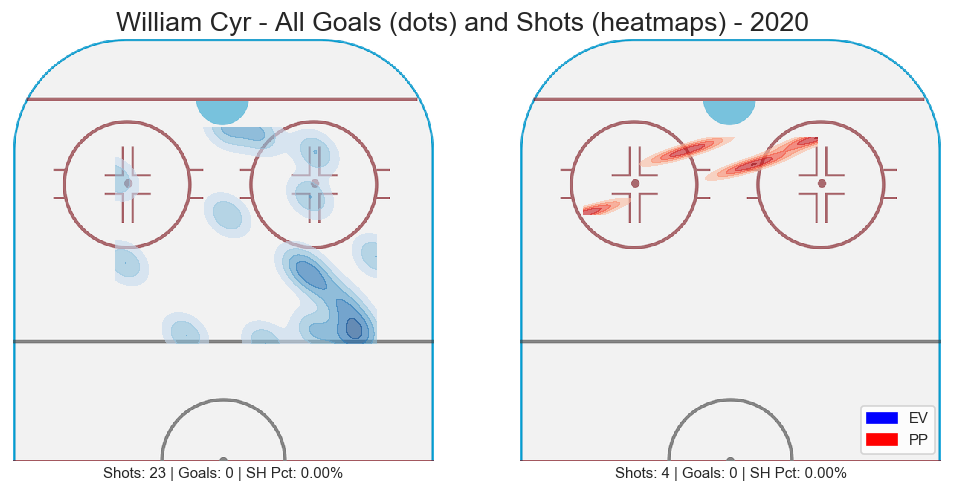 William Cyr - All Goals (dots) and Shots (heatmaps) - 2020
EV
PP
Shots: 23 | Goals: 0 | SH Pct: 0.00%
Shots: 4 | Goals: 0 | SH Pct: 0.00%